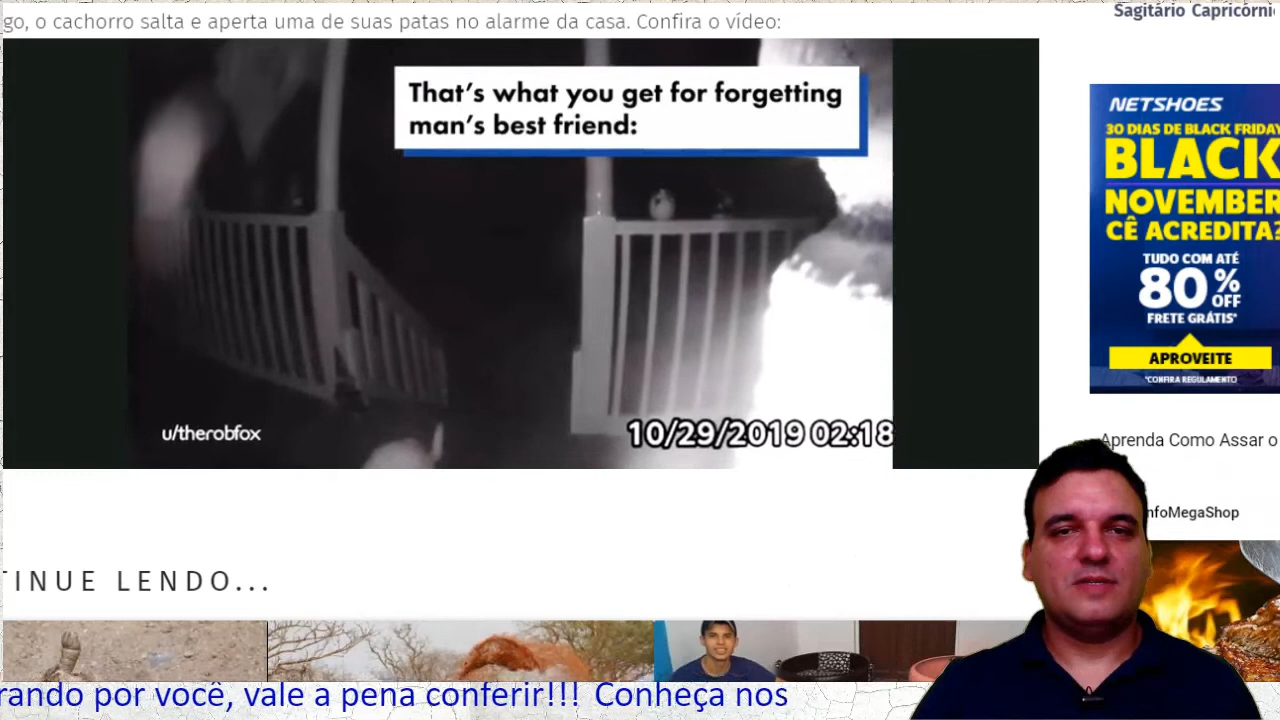 go, o cachorro salta e aperta uma de suas patas no alarme da casa. Confira o vídeo:
Sagitário Capricórni
That's what you get for forgetting
man's best friend:
u/therobfox
10/29/2019 02:18
NETSHOES
30 DIAS DE BLACK FRIDAY
BLACK
NOVEMBER
CÊ ACREDITA?
TUDO COM ATÉ
80% OFF
FRETE GRÁTIS*
APROVEITE
*CONFIRA REGULAMENTO
Aprenda Como Assar o
nfoMegaShop
TINUE LENDO...
rando por você, vale a pena conferir!!! Conheça nos